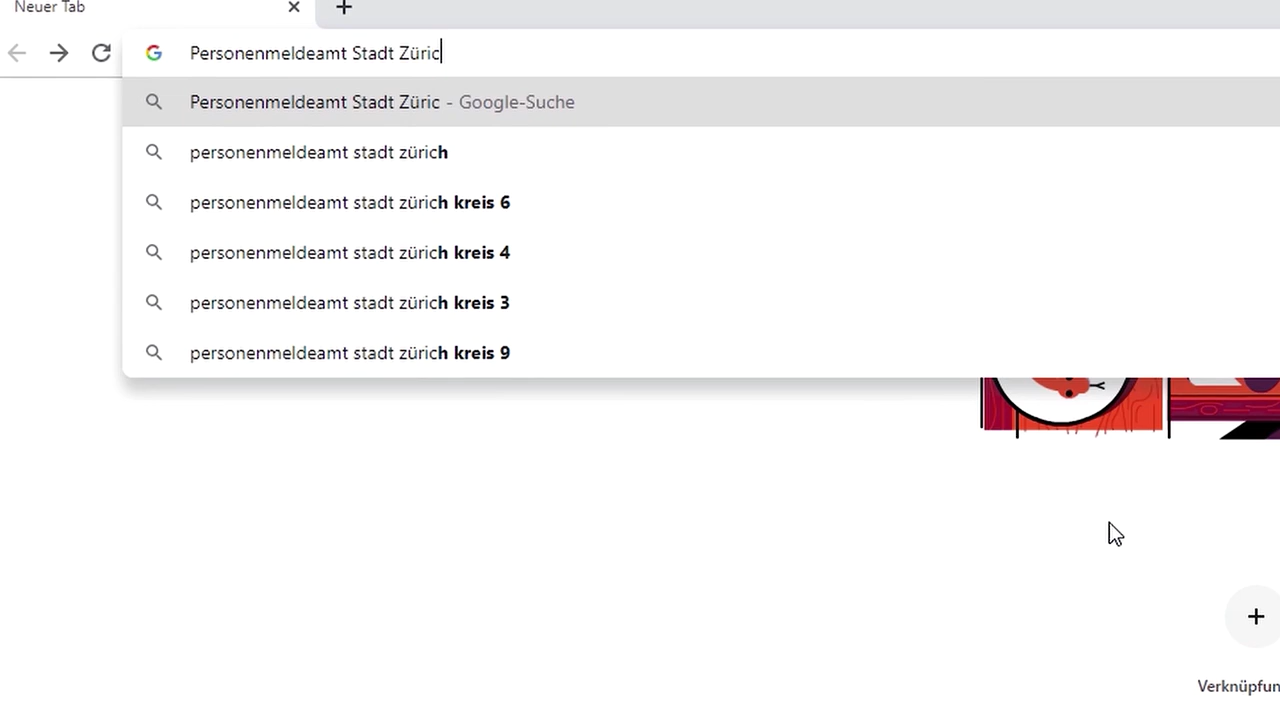 Neuer Tab
Personenmeldeamt Stadt Züric
Personenmeldeamt Stadt Züric - Google-Suche
personenmeldeamt stadt zürich
personenmeldeamt stadt zürich kreis 6
personenmeldeamt stadt zürich kreis 4
personenmeldeamt stadt zürich kreis 3
personenmeldeamt stadt zürich kreis 9
Verknüpfun